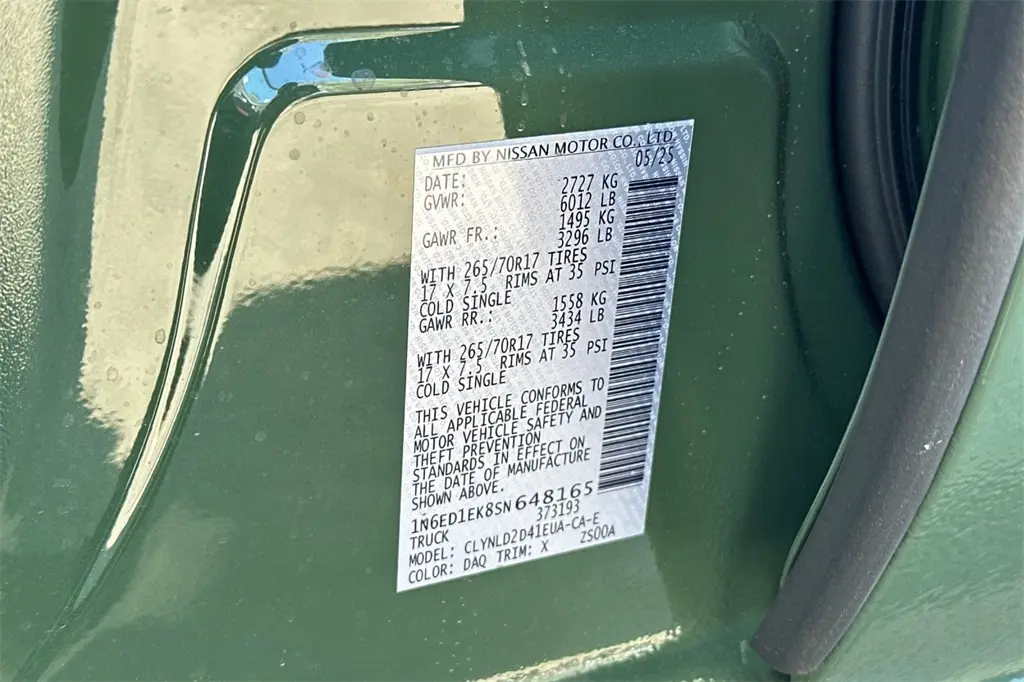 MFD BY NISSAN MOTOR CO., LTD
DATE: 05/25
GVWR: 2727 KG
6012 LB
GAWR FR.: 1495 KG
3296 LB
WITH 265/70R17 TIRES
17 X 7.5 RIMS AT 35 PSI
COLD SINGLE
GAWR RR.: 1558 KG
3434 LB
WITH 265/70R17 TIRES
17 X 7.5 RIMS AT 35 PSI
COLD SINGLE
THIS VEHICLE CONFORMS TO
ALL APPLICABLE FEDERAL
MOTOR VEHICLE SAFETY AND
THEFT PREVENTION
STANDARDS IN EFFECT ON
THE DATE OF MANUFACTURE
SHOWN ABOVE.
1N6ED1EK8SN648165
TRUCK 373193
MODEL: CLYNLD2D41EUA-CA-E
COLOR: DAQ TRIM: X ZS00A